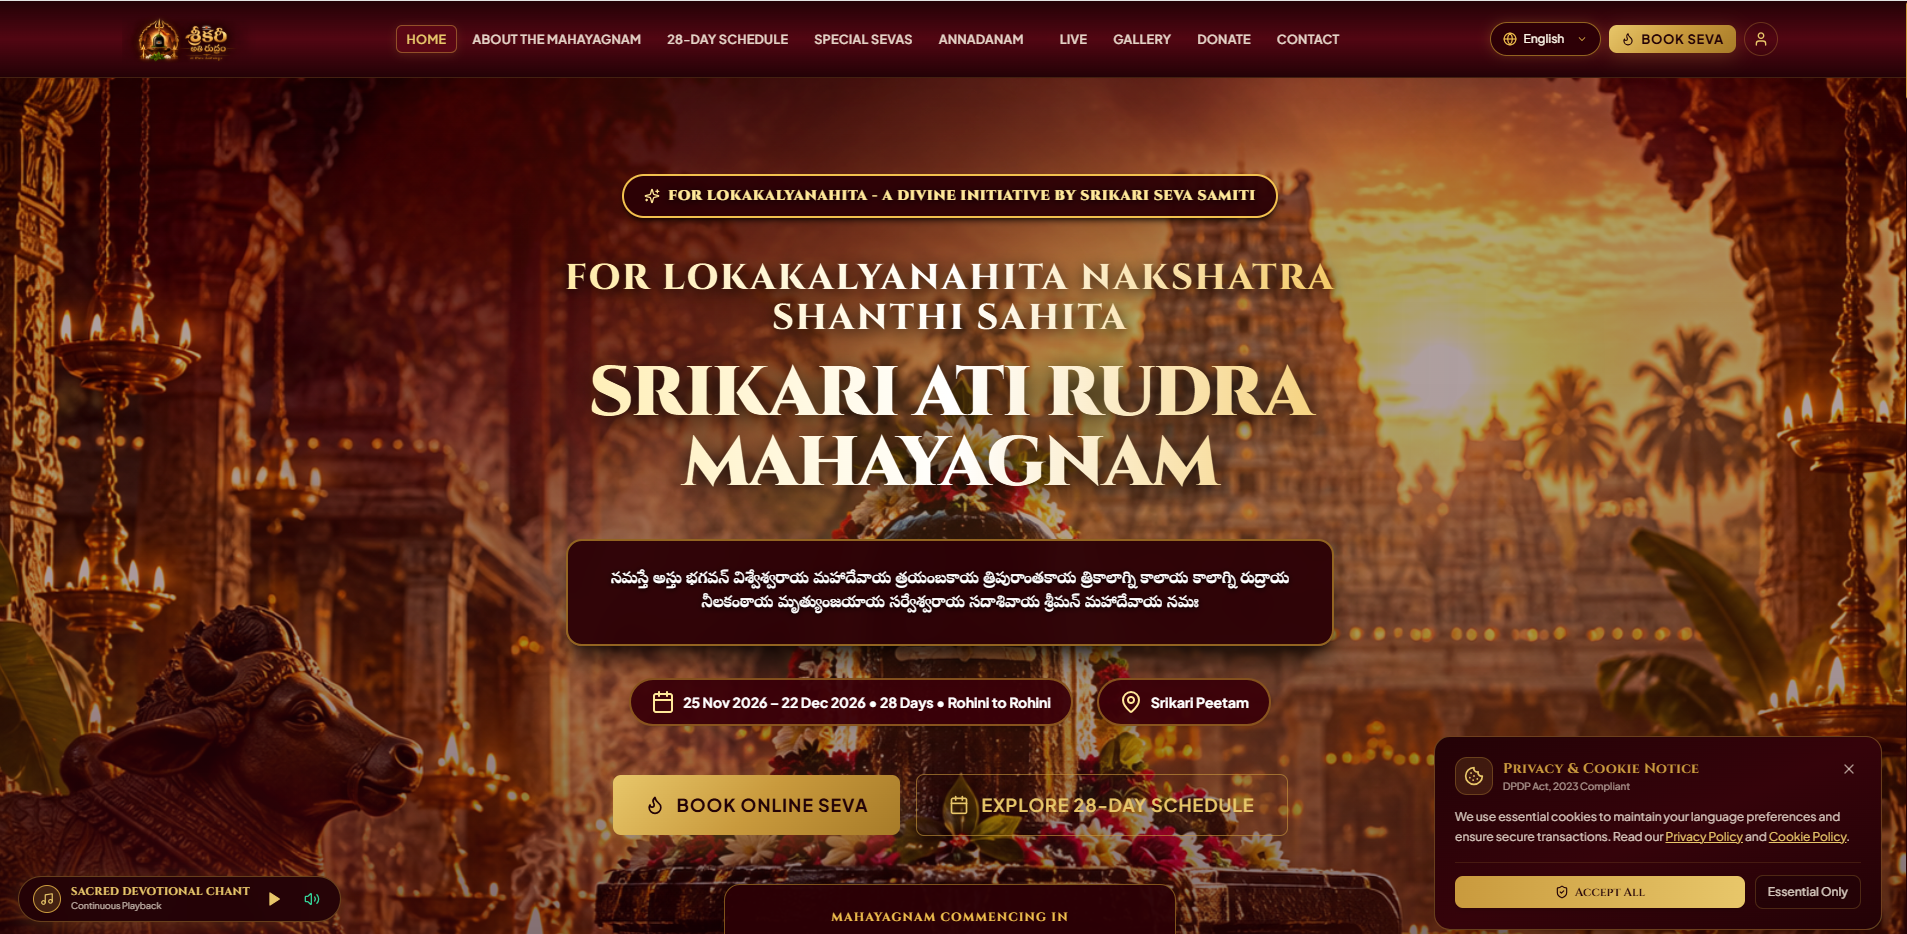 శ్రీకరీ
అతి రుద్రం
HOME
ABOUT THE MAHAYAGNAM
28-DAY SCHEDULE
SPECIAL SEVAS
ANNADANAM
LIVE
GALLERY
DONATE
CONTACT
English
BOOK SEVA
FOR LOKAKALYANAHITA - A DIVINE INITIATIVE BY SRIKARI SEVA SAMITI
FOR LOKAKALYANAHITA NAKSHATRA
SHANTHI SAHITA
SRIKARI ATI RUDRA
MAHAYAGNAM
నమస్తే అస్తు భగవన్ విశ్వేశ్వరాయ మహాదేవాయ త్రయంబకాయ త్రిపురాంతకాయ త్రికాలాగ్ని కాలాయ కాలాగ్ని రుద్రాయ
నీలకంఠాయ మృత్యుంజయాయ సర్వేశ్వరాయ సదాశివాయ శ్రీమన్ మహాదేవాయ నమః
25 Nov 2026 – 22 Dec 2026 • 28 Days • Rohini to Rohini
Srikari Peetam
BOOK ONLINE SEVA
EXPLORE 28-DAY SCHEDULE
MAHAYAGNAM COMMENCING IN
SACRED DEVOTIONAL CHANT
Continuous Playback
PRIVACY & COOKIE NOTICE
DPDP Act, 2023 Compliant
We use essential cookies to maintain your language preferences and
ensure secure transactions. Read our Privacy Policy and Cookie Policy.
ACCEPT ALL
Essential Only